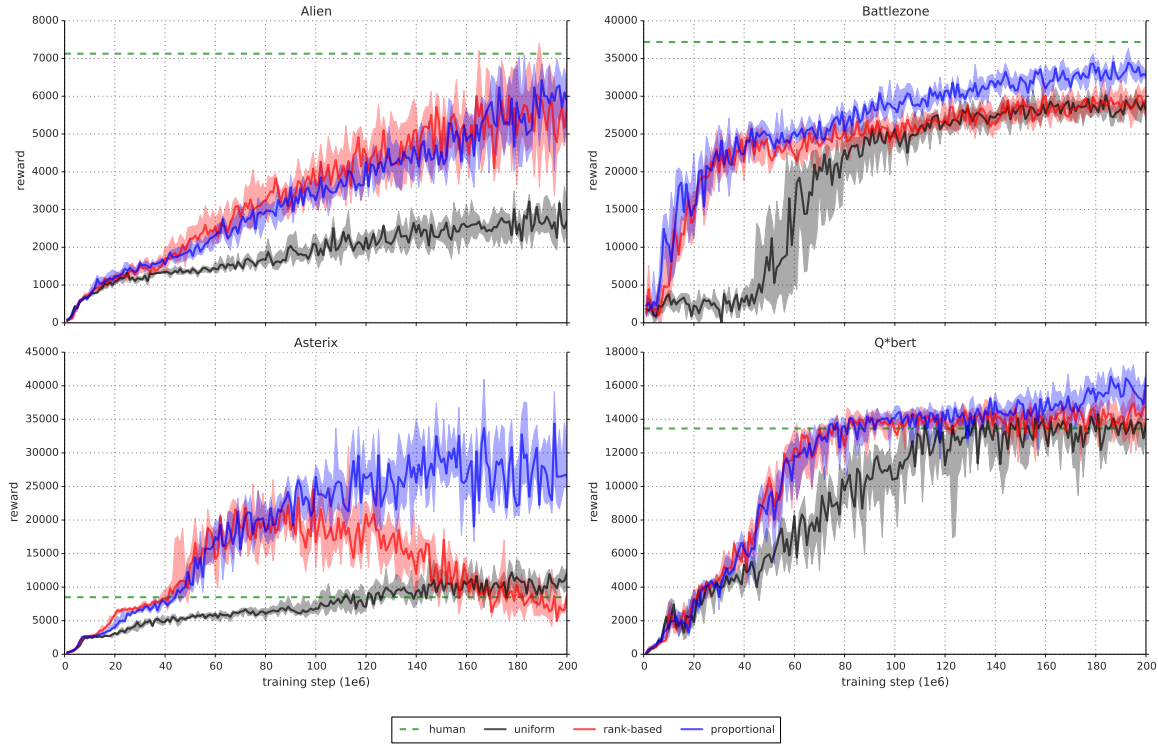 Alien
8000
7000
6000
5000
4000
3000
2000
1000
0
reward
Battlezone
40000
35000
30000
25000
20000
15000
10000
5000
0
reward
Asterix
45000
40000
35000
30000
25000
20000
15000
10000
5000
0
reward
0 20 40 60 80 100 120 140 160 180 200
training step (1e6)
Q*bert
18000
16000
14000
12000
10000
8000
6000
4000
2000
0
reward
0 20 40 60 80 100 120 140 160 180 200
training step (1e6)
human uniform rank-based proportional